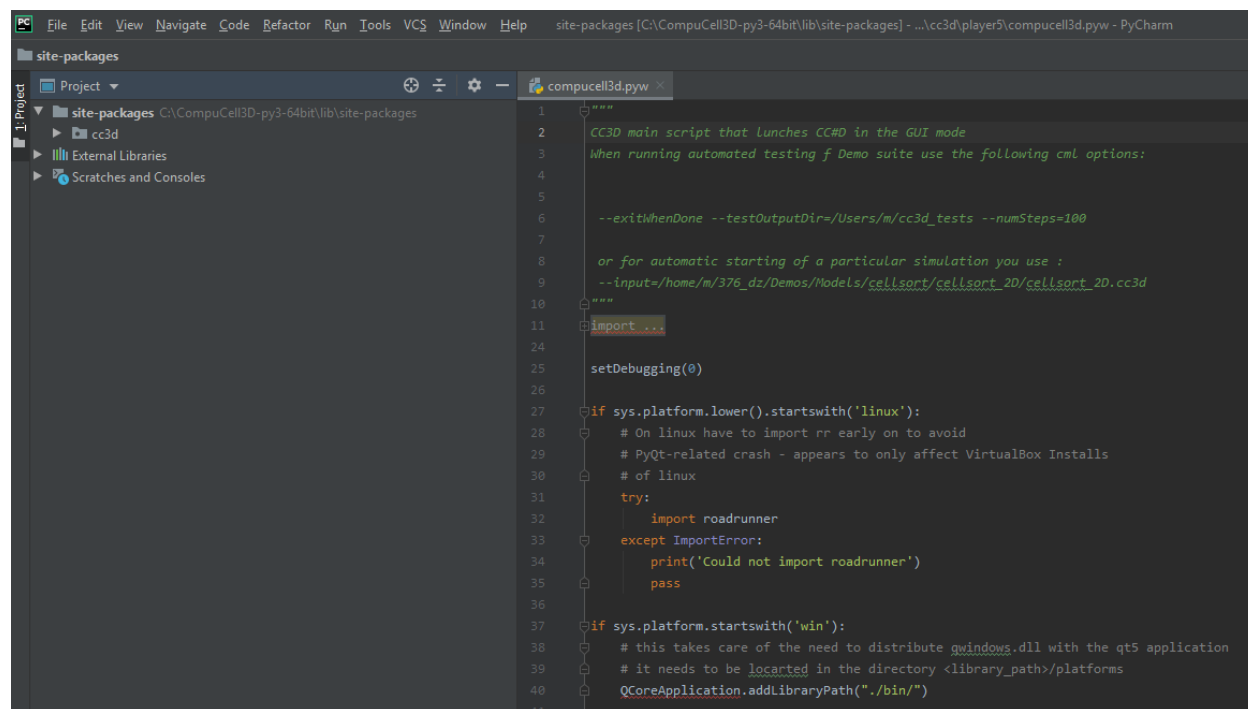 PC File Edit View Navigate Code Refactor Run Tools VCS Window Help site-packages [C:\CompuCell3D-py3-64bit\lib\site-packages] - ...\cc3d\player5\compucell3d.pyw - PyCharm
site-packages
1: Project
Project
site-packages C:\CompuCell3D-py3-64bit\lib\site-packages
cc3d
External Libraries
Scratches and Consoles
compucell3d.pyw
1 """
2 CC3D main script that lunches CC#D in the GUI mode
3 When running automated testing f Demo suite use the following cml options:
4
5
6 --exitWhenDone --testOutputDir=/Users/m/cc3d_tests --numSteps=100
7
8 or for automatic starting of a particular simulation you use :
9 --input=/home/m/376_dz/Demos/Models/cellsort/cellsort_2D/cellsort_2D.cc3d
10 """
11 import ...
24
25 setDebugging(0)
26
27 if sys.platform.lower().startswith('linux'):
28 # On linux have to import rr early on to avoid
29 # PyQt-related crash - appears to only affect VirtualBox Installs
30 # of linux
31 try:
32 import roadrunner
33 except ImportError:
34 print('Could not import roadrunner')
35 pass
36
37 if sys.platform.startswith('win'):
38 # this takes care of the need to distribute qwindows.dll with the qt5 application
39 # it needs to be locarted in the directory <library_path>/platforms
40 QCoreApplication.addLibraryPath("./bin/")